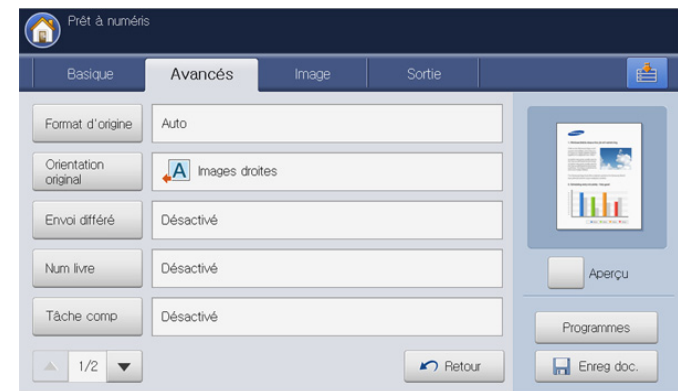 Prêt à numéris
Basique
Avancés
Image
Sortie
Format d'origine
Auto
Orientation
original
A
Images droites
Envoi différé
Désactivé
Num livre
Désactivé
Tâche comp
Désactivé
1/2
Retour
Aperçu
Programmes
Enreg doc.